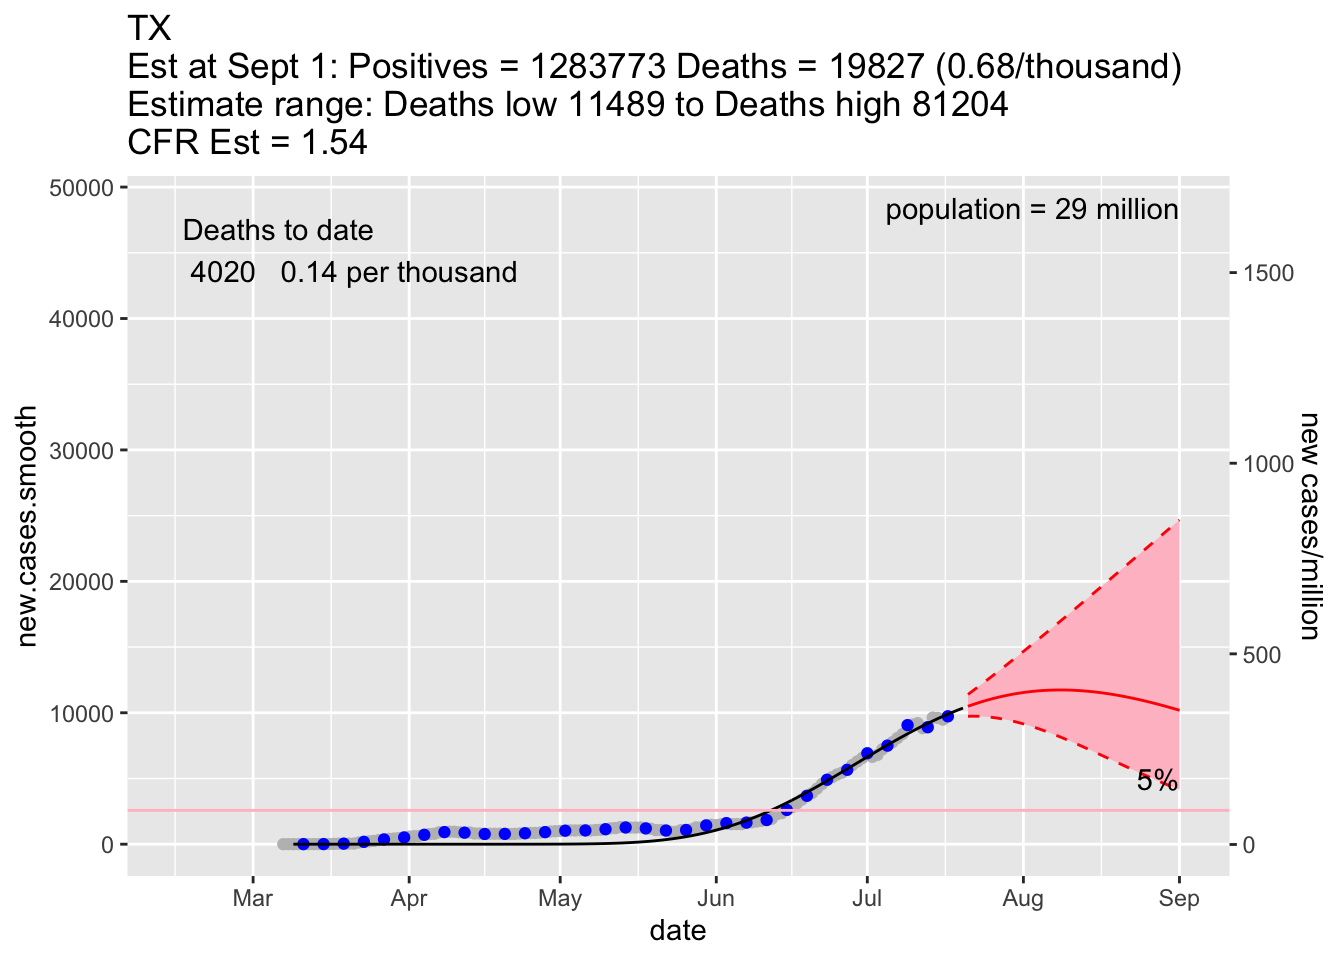 TX
Est at Sept 1: Positives = 1283773 Deaths = 19827 (0.68/thousand)
Estimate range: Deaths low 11489 to Deaths high 81204
CFR Est = 1.54
50000
40000
30000
20000
10000
0
new.cases.smooth
Deaths to date
4020 0.14 per thousand
population = 29 million
5%
1500
1000
500
0
new cases/million
Mar Apr May Jun Jul Aug Sep
date